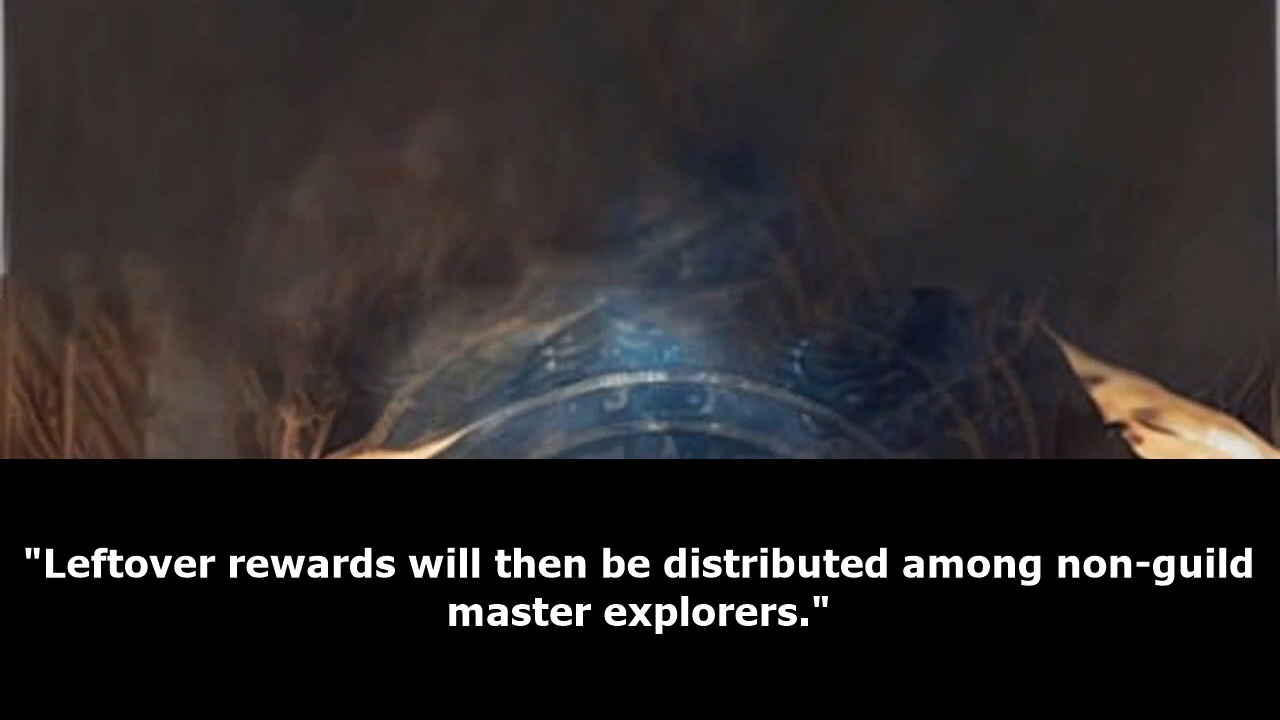 "Leftover rewards will then be distributed among non-guild
master explorers."